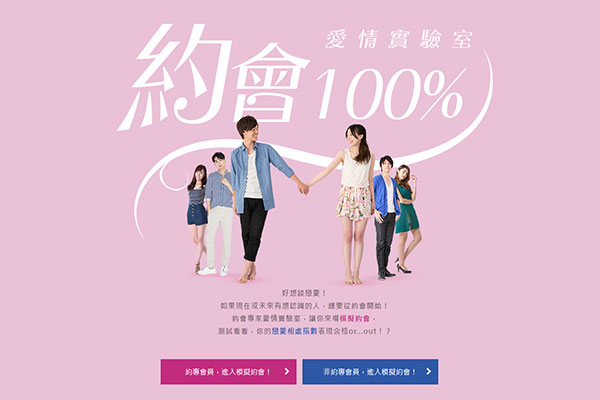 愛情實驗室
約會100%
好想談戀愛！
如果現在或未來有想認識的人，總要從約會開始！
約會專家愛情實驗室，讓你來場模擬約會，
測試看看，你的戀愛相處指數表現合格or...out！？
約專會員，進入模擬約會！
非約專會員，進入模擬約會！